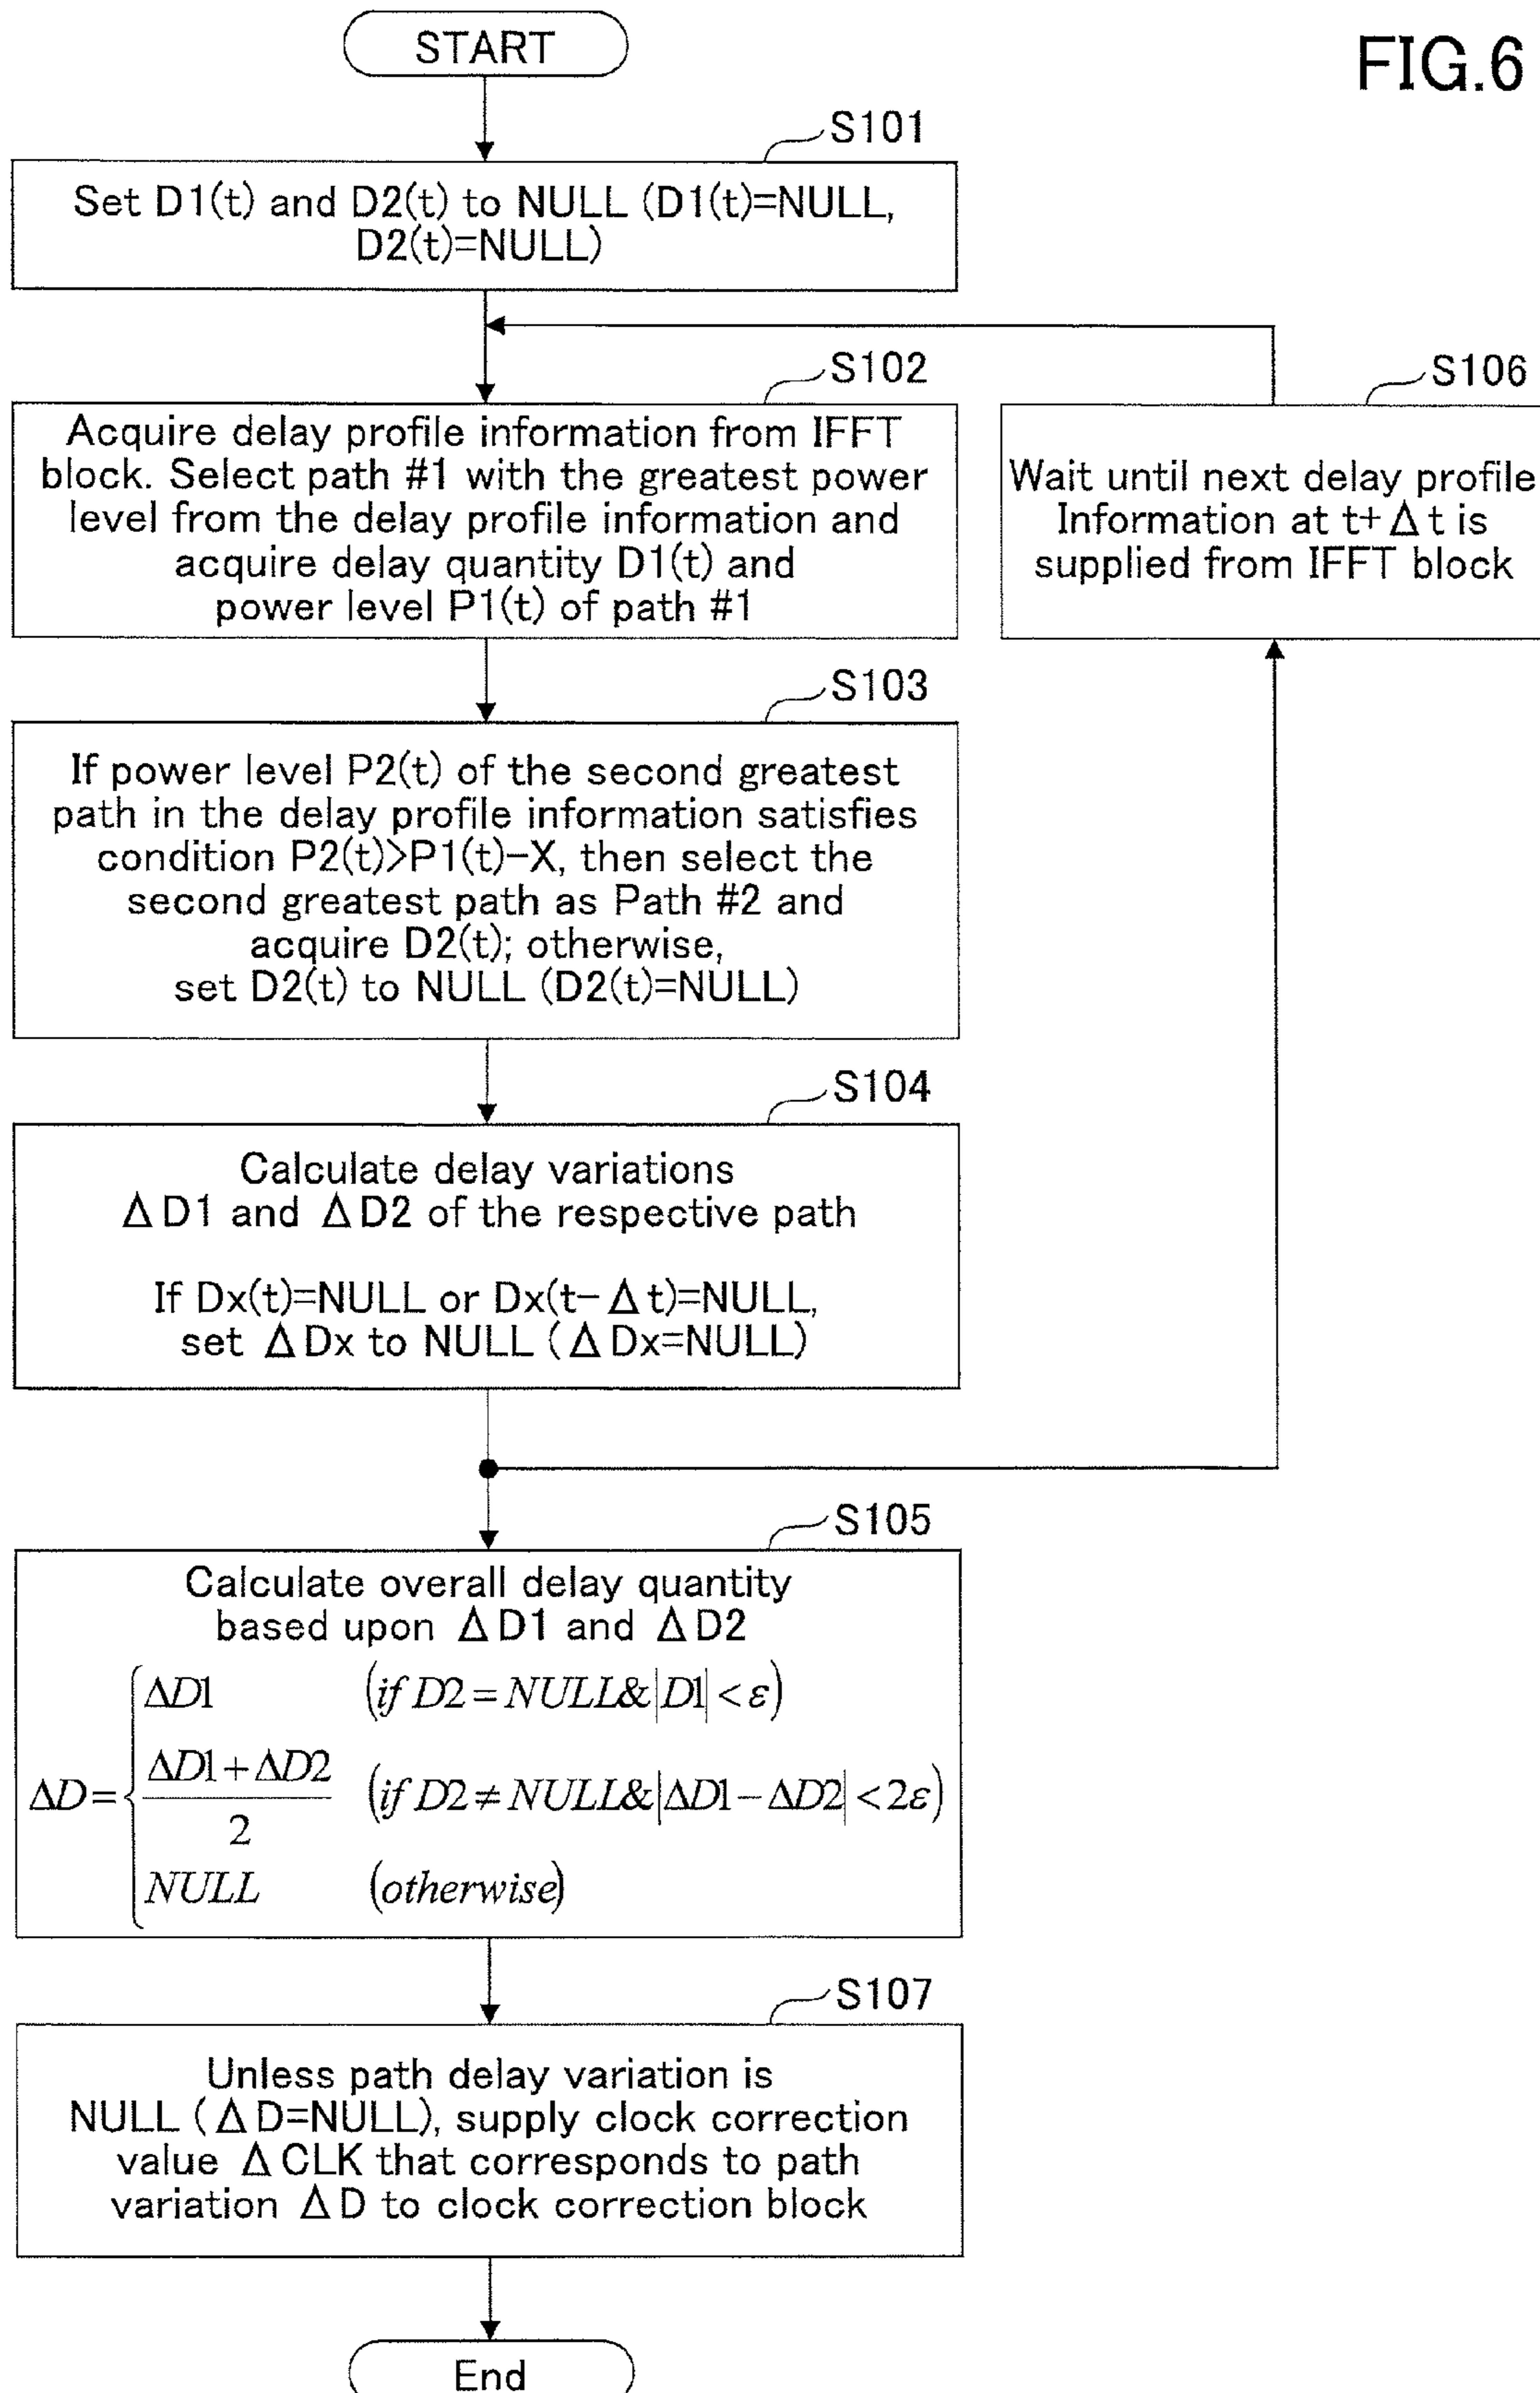 FIG.6
START
S101
Set D1(t) and D2(t) to NULL (D1(t)=NULL,
D2(t)=NULL)
S102
Acquire delay profile information from IFFT
block. Select path #1 with the greatest power
level from the delay profile information and
acquire delay quantity D1(t) and
power level P1(t) of path #1
S106
Wait until next delay profile
Information at t+Δt is
supplied from IFFT block
S103
If power level P2(t) of the second greatest
path in the delay profile information satisfies
condition P2(t)>P1(t)-X, then select the
second greatest path as Path #2 and
acquire D2(t); otherwise,
set D2(t) to NULL (D2(t)=NULL)
S104
Calculate delay variations
ΔD1 and ΔD2 of the respective path
If Dx(t)=NULL or Dx(t-Δt)=NULL,
set ΔDx to NULL (ΔDx=NULL)
S105
Calculate overall delay quantity
based upon ΔD1 and ΔD2
ΔD1 (if D2=NULL&|D1|<ε)
ΔD= ΔD1+ΔD2 / 2 (if D2≠NULL&|ΔD1-ΔD2|<2ε)
NULL (otherwise)
S107
Unless path delay variation is
NULL (ΔD=NULL), supply clock correction
value ΔCLK that corresponds to path
variation ΔD to clock correction block
End